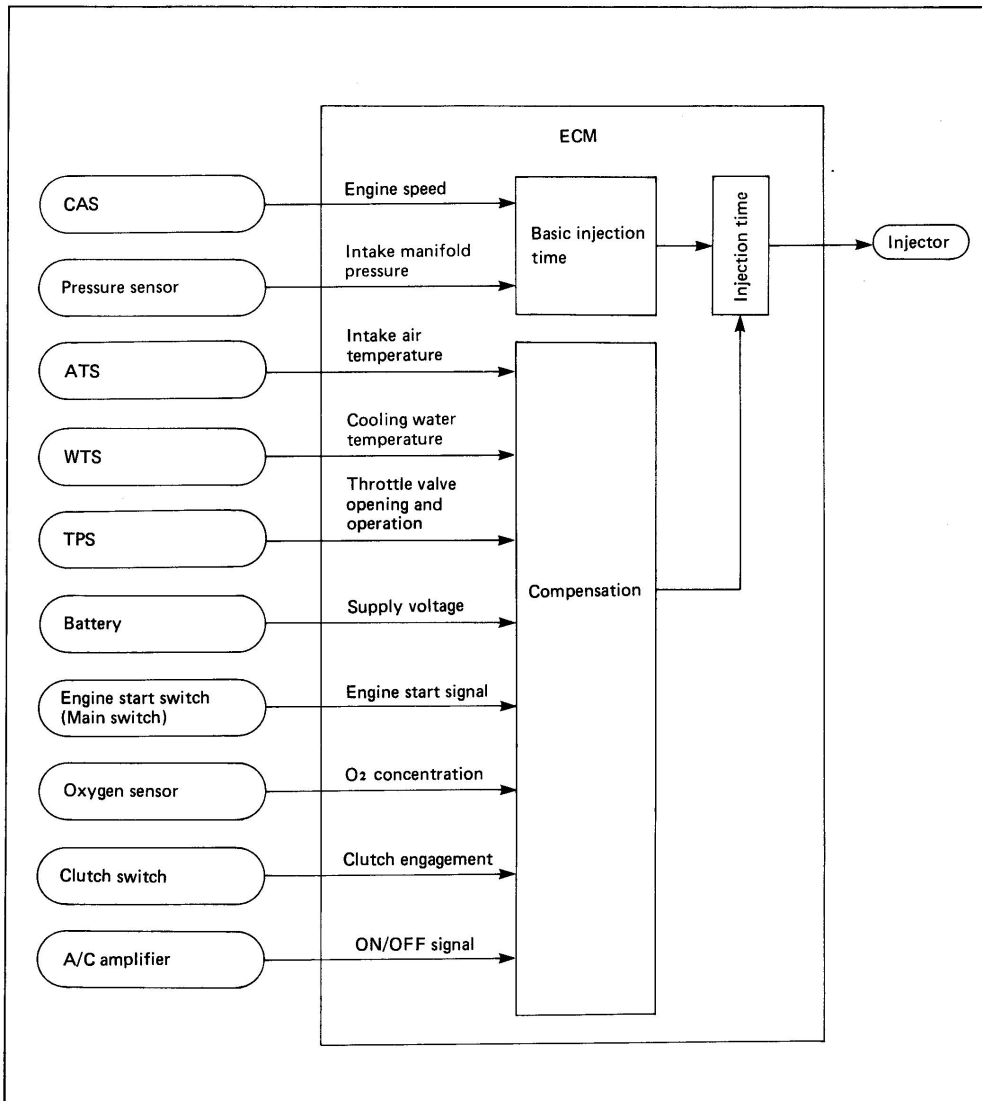 ECM
CAS
Engine speed
Pressure sensor
Intake manifold
pressure
Basic injection
time
Injection time
Injector
ATS
Intake air
temperature
WTS
Cooling water
temperature
TPS
Throttle valve
opening and
operation
Compensation
Battery
Supply voltage
Engine start switch
(Main switch)
Engine start signal
Oxygen sensor
O2 concentration
Clutch switch
Clutch engagement
A/C amplifier
ON/OFF signal